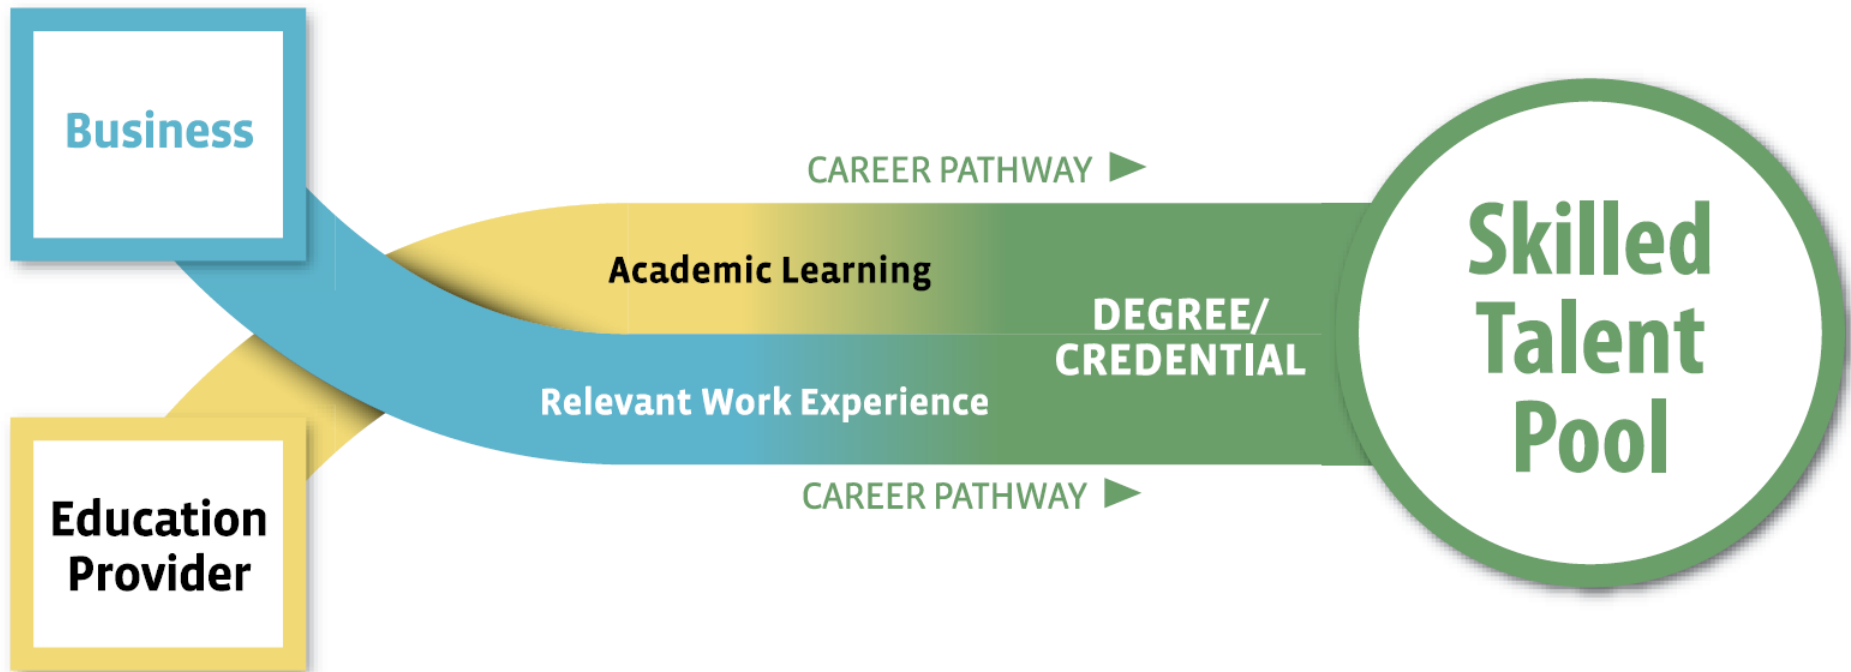 Business
CAREER PATHWAY ►
Academic Learning
DEGREE/
CREDENTIAL
Relevant Work Experience
CAREER PATHWAY ►
Education
Provider
Skilled
Talent
Pool